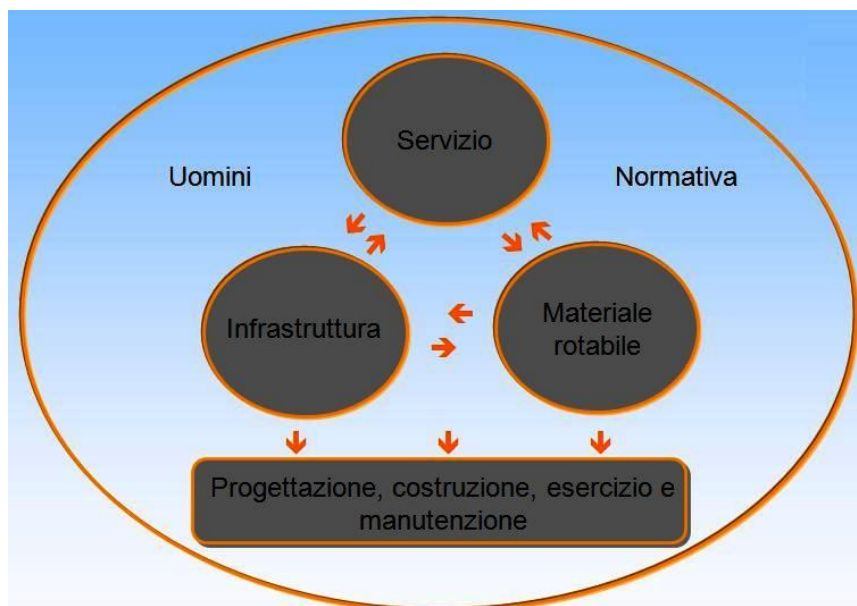 Servizio
Uomini
Normativa
Infrastruttura
Materiale
rotabile
Progettazione, costruzione, esercizio e
manutenzione